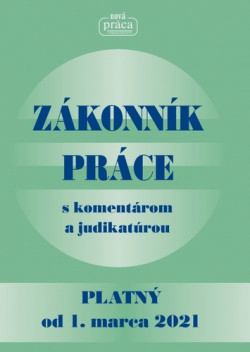 nová
práca
ZÁKONNÍK
PRÁCE
s komentárom
a judikatúrou
PLATNÝ
od 1. marca 2021